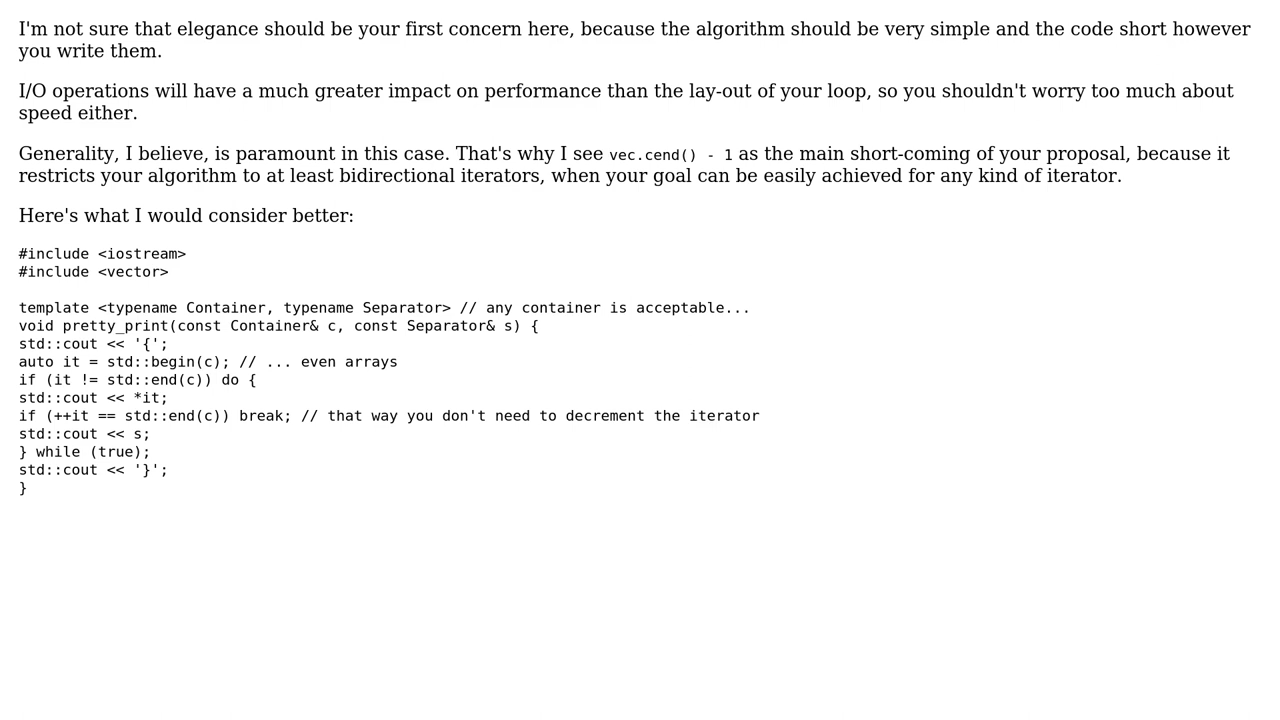 I'm not sure that elegance should be your first concern here, because the algorithm should be very simple and the code short however
you write them.
I/O operations will have a much greater impact on performance than the lay-out of your loop, so you shouldn't worry too much about
speed either.
Generality, I believe, is paramount in this case. That's why I see vec.cend() - 1 as the main short-coming of your proposal, because it
restricts your algorithm to at least bidirectional iterators, when your goal can be easily achieved for any kind of iterator.
Here's what I would consider better:
#include <iostream>
#include <vector>
template <typename Container, typename Separator> // any container is acceptable...
void pretty_print(const Container& c, const Separator& s) {
std::cout << '{';
auto it = std::begin(c); // ... even arrays
if (it != std::end(c)) do {
std::cout << *it;
if (++it == std::end(c)) break; // that way you don't need to decrement the iterator
std::cout << s;
} while (true);
std::cout << '}';
}